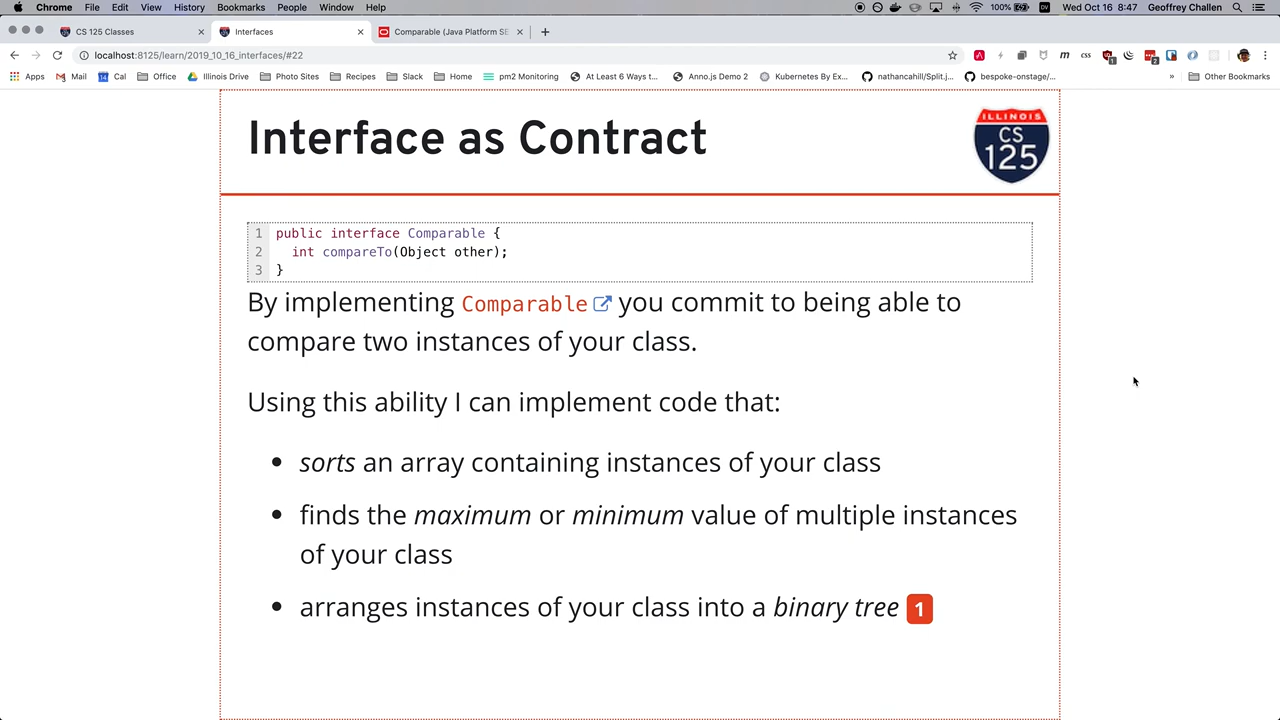 Chrome File Edit View History Bookmarks People Window Help 100% Wed Oct 16 8:47 Geoffrey Challen
CS 125 Classes Interfaces Comparable (Java Platform SE
localhost:8125/learn/2019_10_16_interfaces/#22
Apps Mail Cal Office Illinois Drive Photo Sites Recipes Slack Home pm2 Monitoring At Least 6 Ways t... Anno.js Demo 2 Kubernetes By Ex... nathancahill/Split.j... bespoke-onstage/... » Other Bookmarks
Interface as Contract
ILLINOIS
CS
125
1 public interface Comparable {
2 int compareTo(Object other);
3 }
By implementing Comparable you commit to being able to
compare two instances of your class.
Using this ability I can implement code that:
• sorts an array containing instances of your class
• finds the maximum or minimum value of multiple instances
of your class
• arranges instances of your class into a binary tree 1